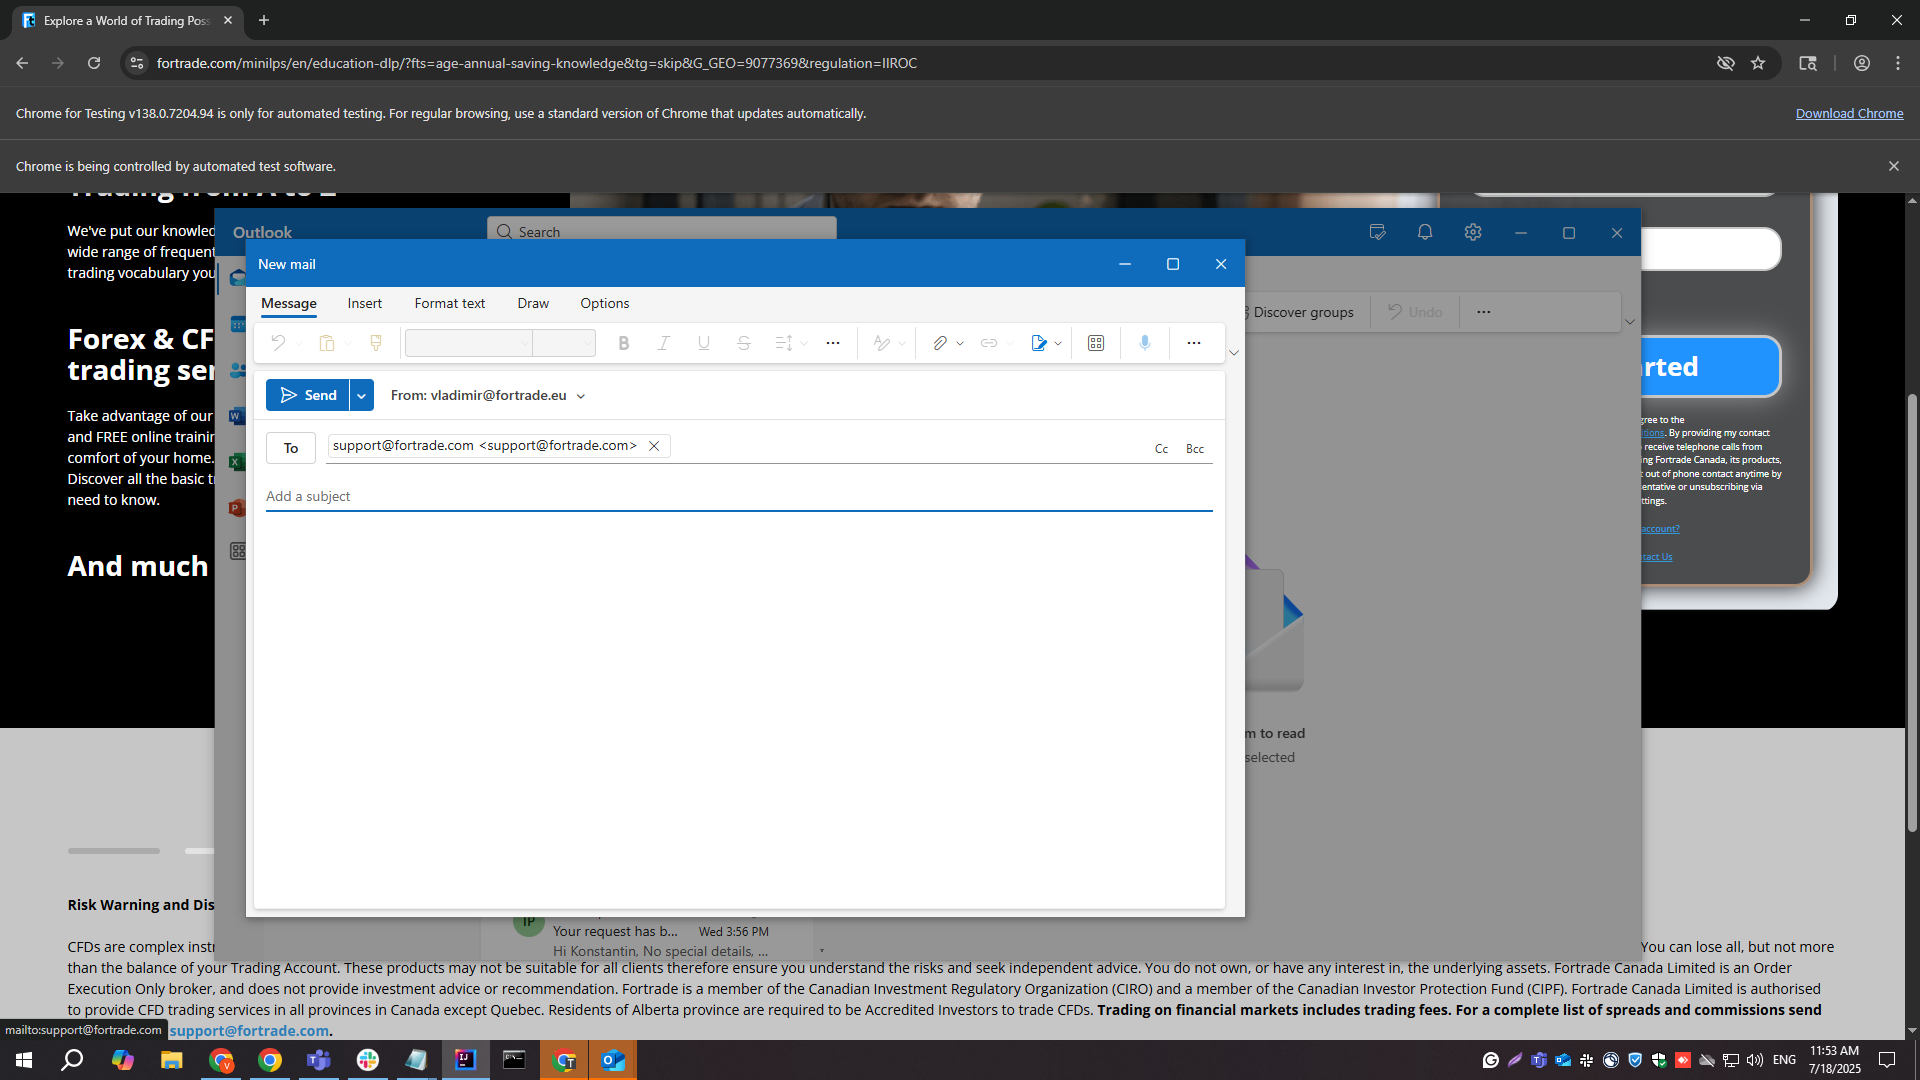 Explore a World of Trading Poss
fortrade.com/minilps/en/education-dlp/?fts=age-annual-saving-knowledge&tg=skip&G_GEO=9077369&regulation=IIROC
Chrome for Testing v138.0.7204.94 is only for automated testing. For regular browsing, use a standard version of Chrome that updates automatically.
Download Chrome
Chrome is being controlled by automated test software.
Trading from A to Z
We've put our knowled
wide range of frequent
trading vocabulary you
Forex & CF
trading ser
Take advantage of our
and FREE online trainin
comfort of your home.
Discover all the basic t
need to know.
And much
Outlook
Search
New mail
Message
Insert
Format text
Draw
Options
Discover groups
Undo
Send
From: vladimir@fortrade.eu
To
support@fortrade.com <support@fortrade.com>
Cc
Bcc
Add a subject
m to read
selected
rted
gree to the
itions. By providing my contact
receive telephone calls from
ng Fortrade Canada, its products,
t out of phone contact anytime by
entative or unsubscribing via
ttings.
account?
tact Us
IP
Your request has b...
Wed 3:56 PM
Hi Konstantin, No special details, ...
Risk Warning and Dis
CFDs are complex instr
You can lose all, but not more
than the balance of your Trading Account. These products may not be suitable for all clients therefore ensure you understand the risks and seek independent advice. You do not own, or have any interest in, the underlying assets. Fortrade Canada Limited is an Order
Execution Only broker, and does not provide investment advice or recommendation. Fortrade is a member of the Canadian Investment Regulatory Organization (CIRO) and a member of the Canadian Investor Protection Fund (CIPF). Fortrade Canada Limited is authorised
to provide CFD trading services in all provinces in Canada except Quebec. Residents of Alberta province are required to be Accredited Investors to trade CFDs. Trading on financial markets includes trading fees. For a complete list of spreads and commissions send
mailto:support@fortrade.com
support@fortrade.com.
ENG
11:53 AM
7/18/2025